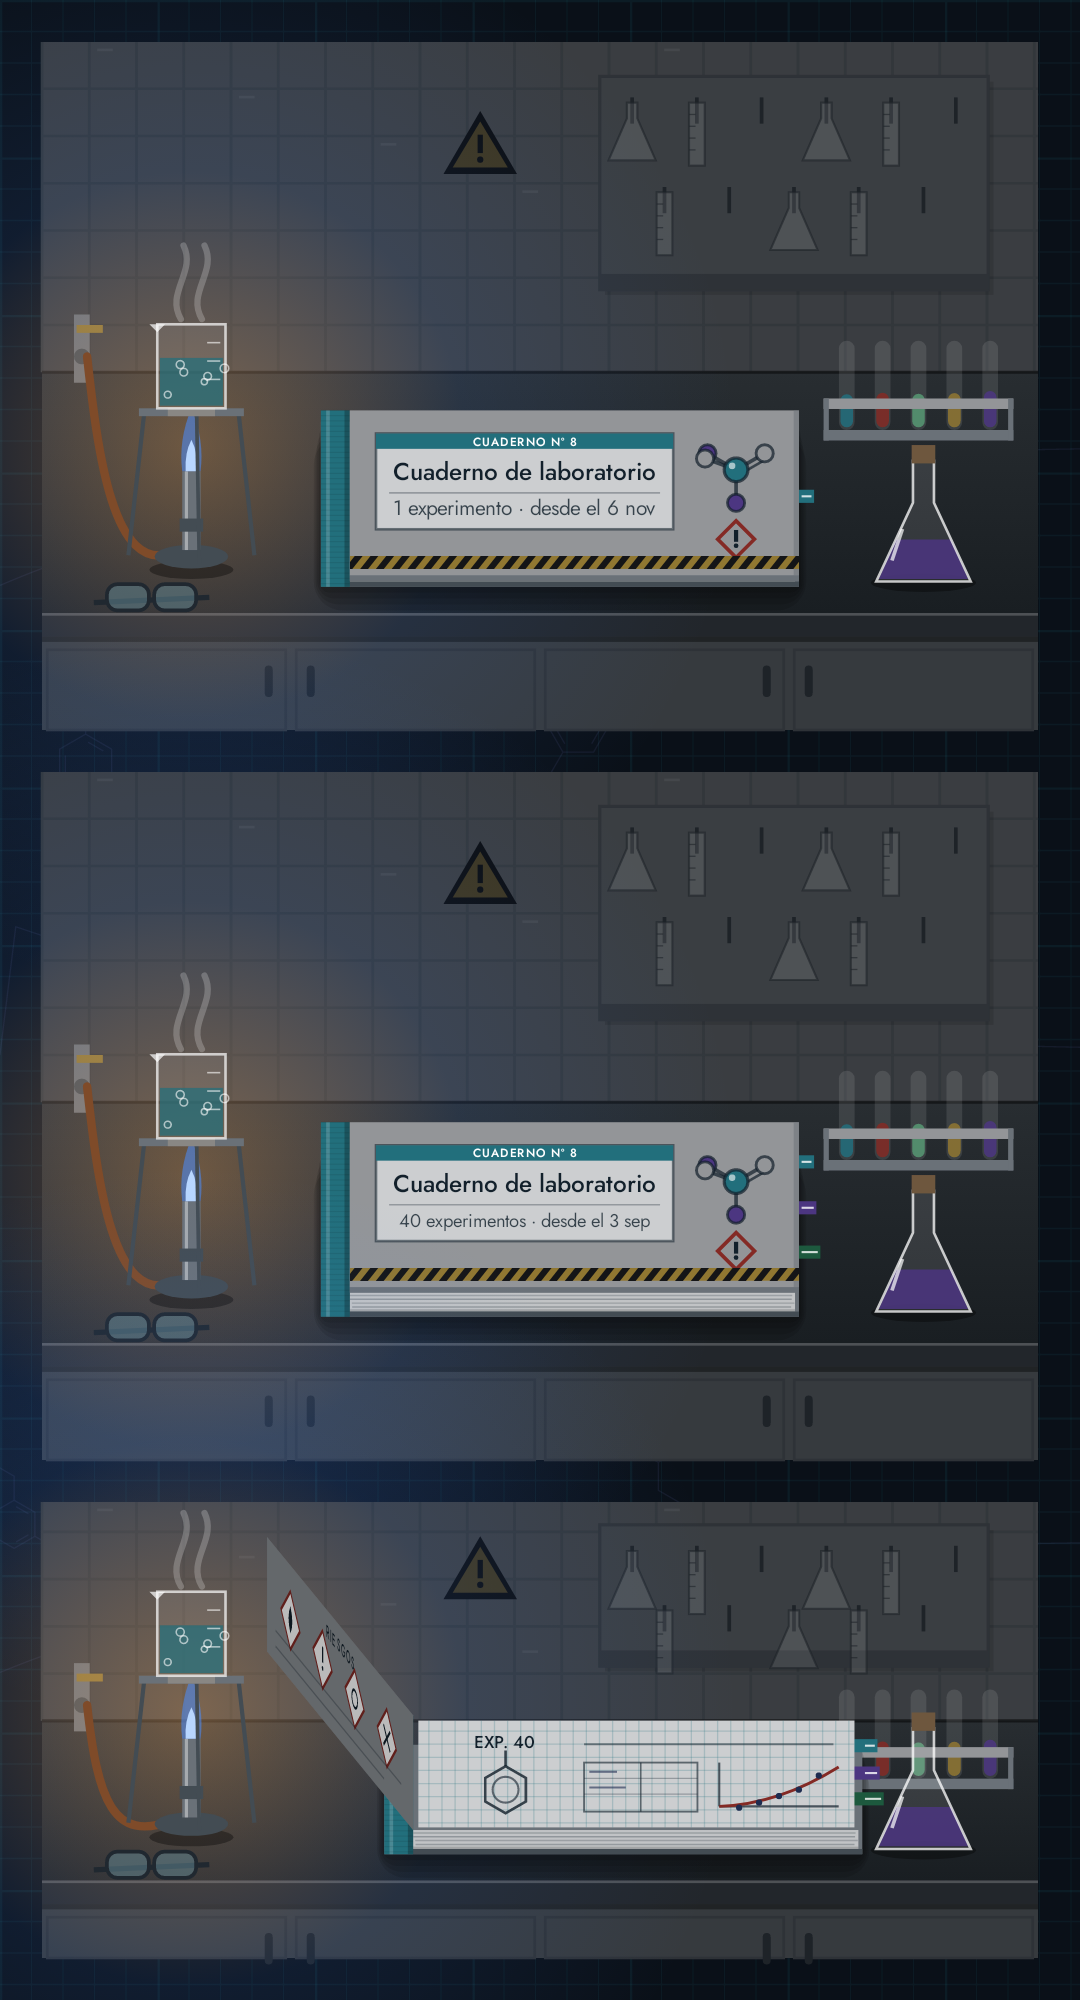 CUADERNO N° 8
Cuaderno de laboratorio
1 experimento · desde el 6 nov
CUADERNO N° 8
Cuaderno de laboratorio
40 experimentos · desde el 3 sep
RIESGOS
EXP. 40